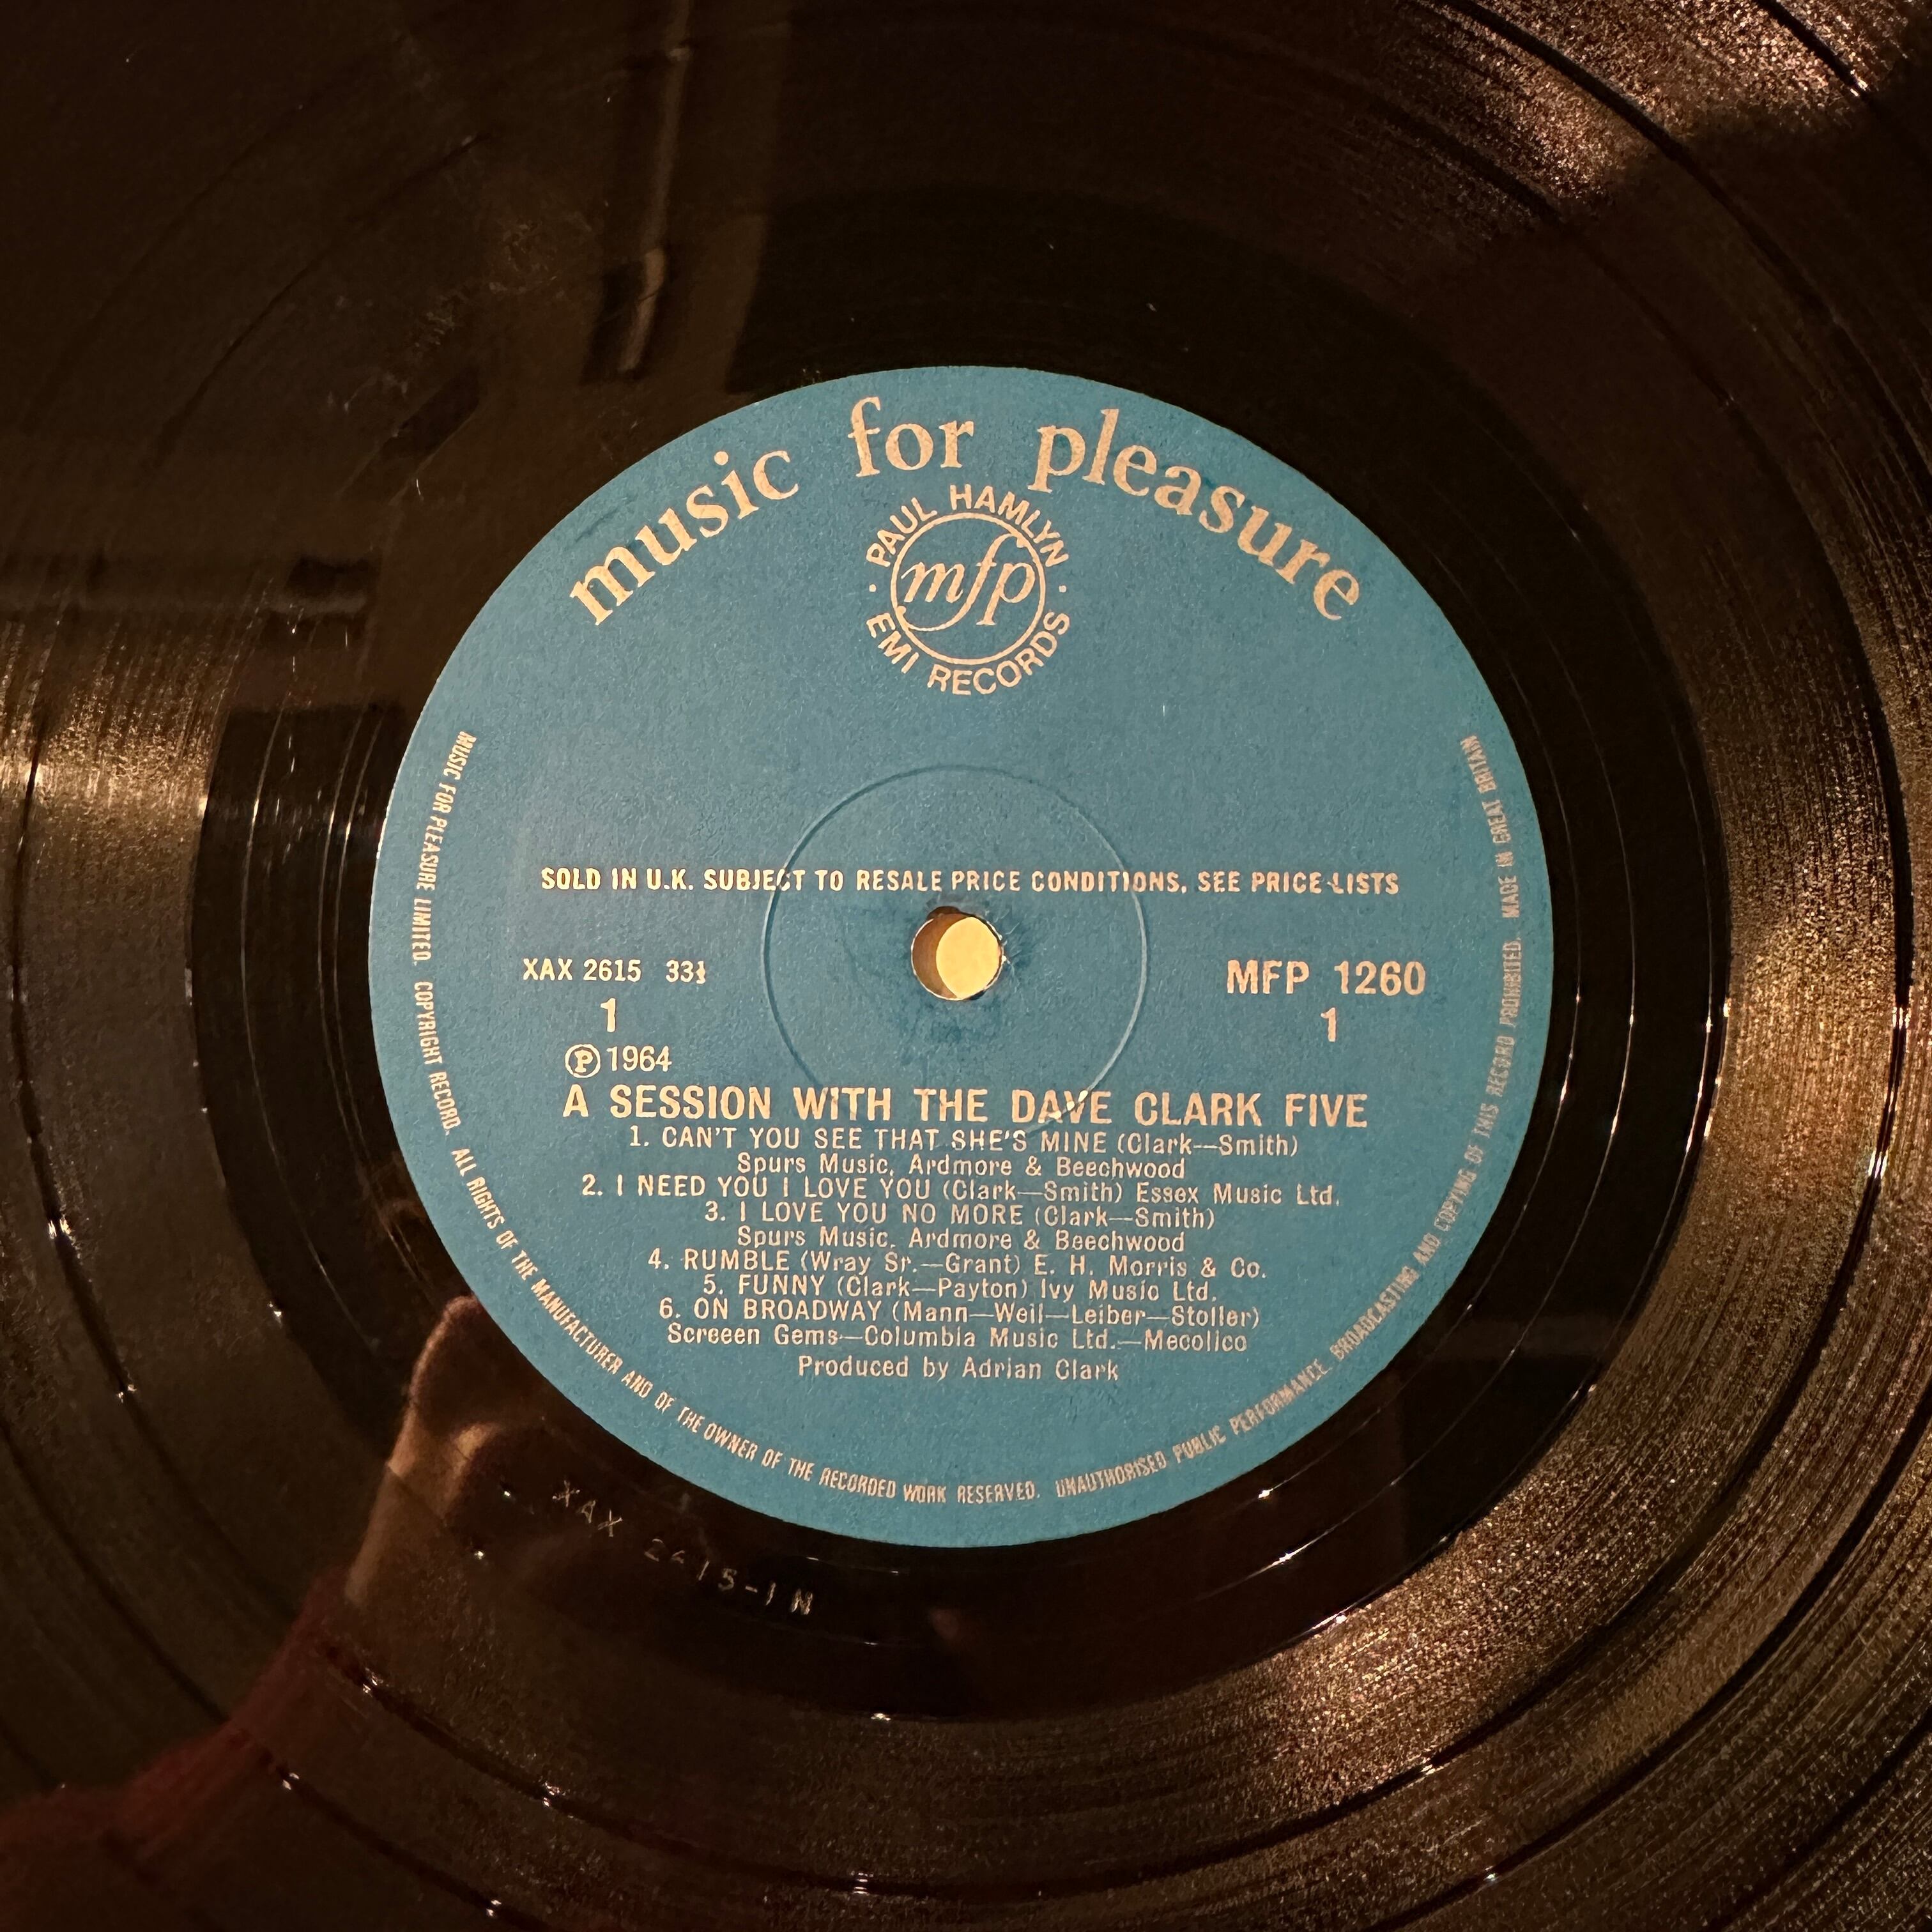 music for pleasure
PAUL HAMLYN
mfp
· EMI RECORDS ·
SOLD IN U.K. SUBJECT TO RESALE PRICE CONDITIONS, SEE PRICE LISTS
XAX 2615 33⅓
MFP 1260
1
1
Ⓟ1964
A SESSION WITH THE DAVE CLARK FIVE
1. CAN'T YOU SEE THAT SHE'S MINE (Clark—Smith)
Spurs Music, Ardmore & Beechwood
2. I NEED YOU I LOVE YOU (Clark—Smith) Essex Music Ltd.
3. I LOVE YOU NO MORE (Clark—Smith)
Spurs Music, Ardmore & Beechwood
4. RUMBLE (Wray Sr.—Grant) E. H. Morris & Co.
5. FUNNY (Clark—Payton) Ivy Music Ltd.
6. ON BROADWAY (Mann—Weil—Leiber—Stoller)
Screeen Gems—Columbia Music Ltd.—Mecolico
Produced by Adrian Clark
MUSIC FOR PLEASURE LIMITED. COPYRIGHT RECORD. ALL RIGHTS OF THE MANUFACTURER AND OF THE OWNER OF THE RECORDED WORK RESERVED. UNAUTHORISED PUBLIC PERFORMANCE, BROADCASTING AND COPYING OF THIS RECORD PROHIBITED. MADE IN GREAT BRITAIN
XAX 2615-1N